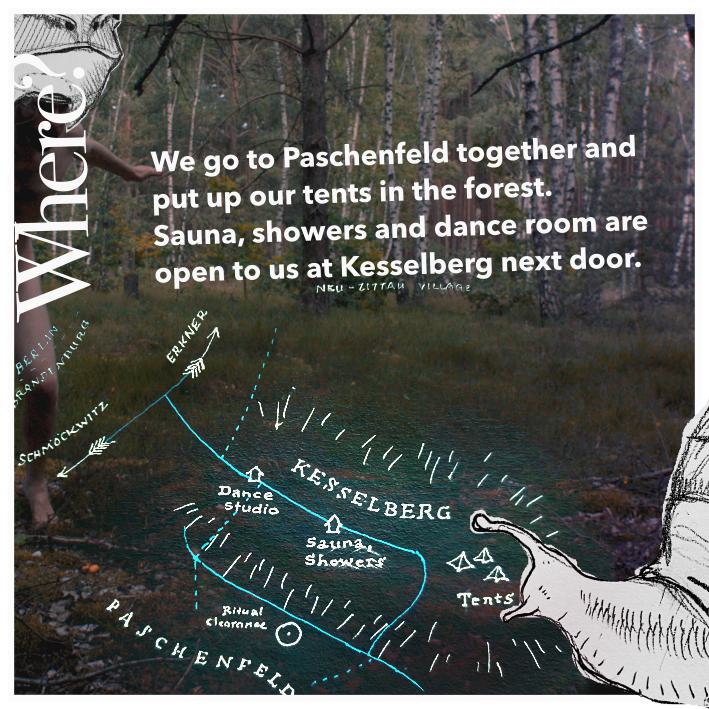 Where?
We go to Paschenfeld together and
put up our tents in the forest.
Sauna, showers and dance room are
open to us at Kesselberg next door.
NEU-ZITTAU VILLAGE
ERKNER
BERLIN
BRANDENBURG
SCHMÖCKWITZ
KESSELBERG
Dance
studio
Sauna,
Showers
Tents
Ritual
clearance
PASCHENFELD